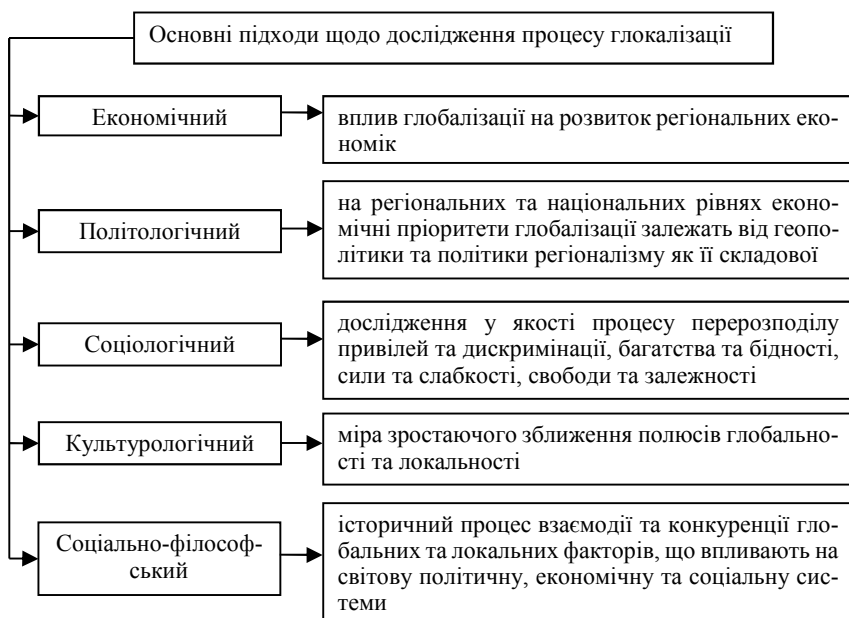 Основні підходи щодо дослідження процесу глокалізації
Економічний
вплив глобалізації на розвиток регіональних еко-
номік
Політологічний
на регіональних та національних рівнях еконо-
мічні пріоритети глобалізації залежать від геопо-
літики та політики регіоналізму як її складової
Соціологічний
дослідження у якості процесу перерозподілу
привілей та дискримінації, багатства та бідності,
сили та слабкості, свободи та залежності
Культурологічний
міра зростаючого зближення полюсів глобально-
сті та локальності
Соціально-філософ-
ський
історичний процес взаємодії та конкуренції гло-
бальних та локальних факторів, що впливають на
світову політичну, економічну та соціальну сис-
теми